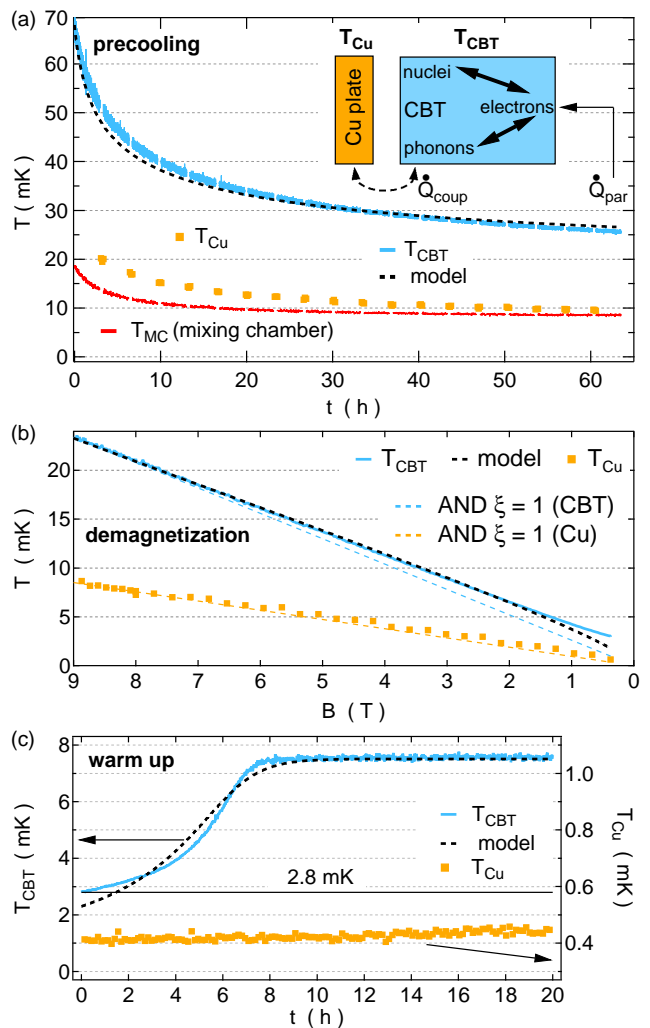 (a)
70
60
50
40
30
20
10
0
T (mK)
precooling
T_Cu
T_CBT
Cu plate
nuclei
CBT
electrons
phonons
Q̇_coup
Q̇_par
T_Cu
T_CBT
model
T_MC (mixing chamber)
0 10 20 30 40 50 60
t (h)
(b)
20
15
10
5
0
T (mK)
T_CBT model T_Cu
AND ξ = 1 (CBT)
AND ξ = 1 (Cu)
demagnetization
9 8 7 6 5 4 3 2 1 0
B (T)
(c)
8
6
4
2
0
T_CBT (mK)
warm up
T_CBT
model
T_Cu
2.8 mK
1.0
0.8
0.6
0.4
T_Cu (mK)
0 2 4 6 8 10 12 14 16 18 20
t (h)